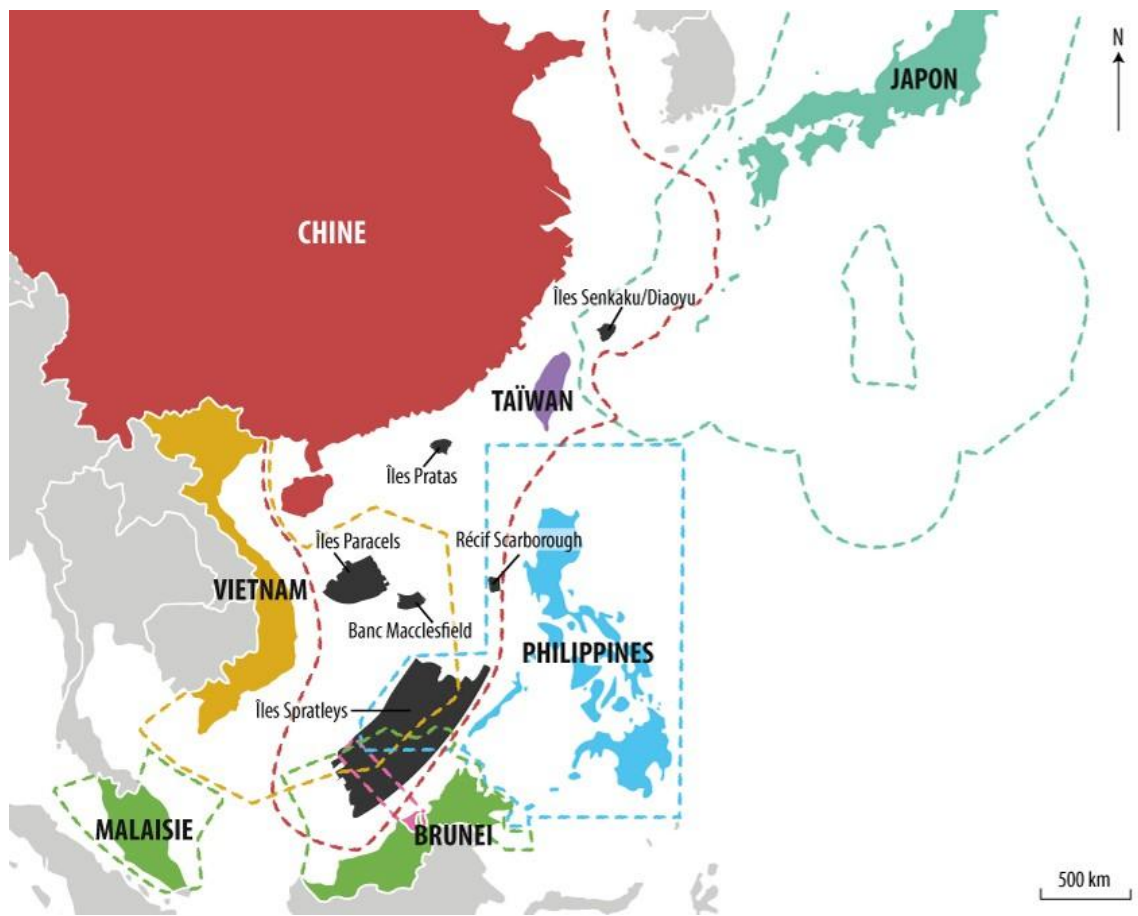 N
JAPON
CHINE
Îles Senkaku/Diaoyu
TAÏWAN
Îles Pratas
Îles Paracels
Récif Scarborough
VIETNAM
Banc Macclesfield
PHILIPPINES
Îles Spratleys
MALAISIE
BRUNEI
500 km